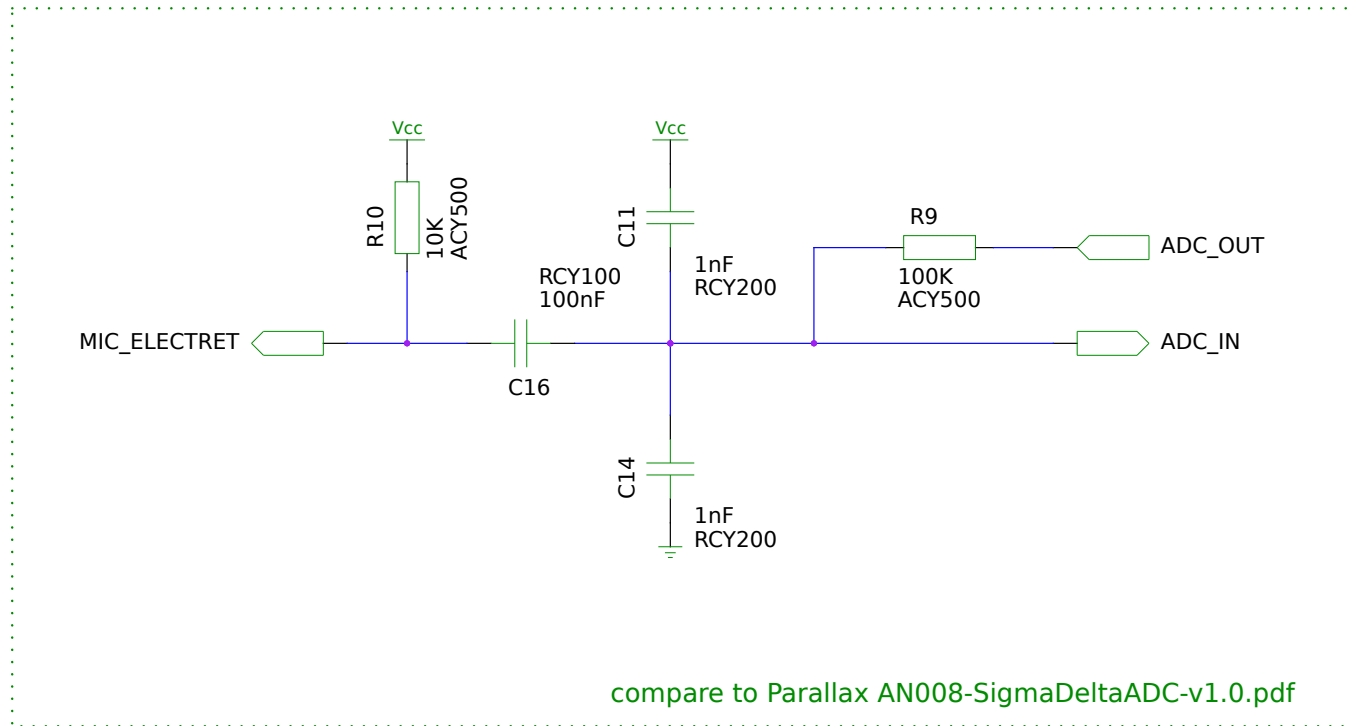 Vcc
Vcc
R10
10K
ACY500
C11
1nF
RCY200
R9
100K
ACY500
ADC_OUT
RCY100
100nF
MIC_ELECTRET
C16
ADC_IN
C14
1nF
RCY200
compare to Parallax AN008-SigmaDeltaADC-v1.0.pdf